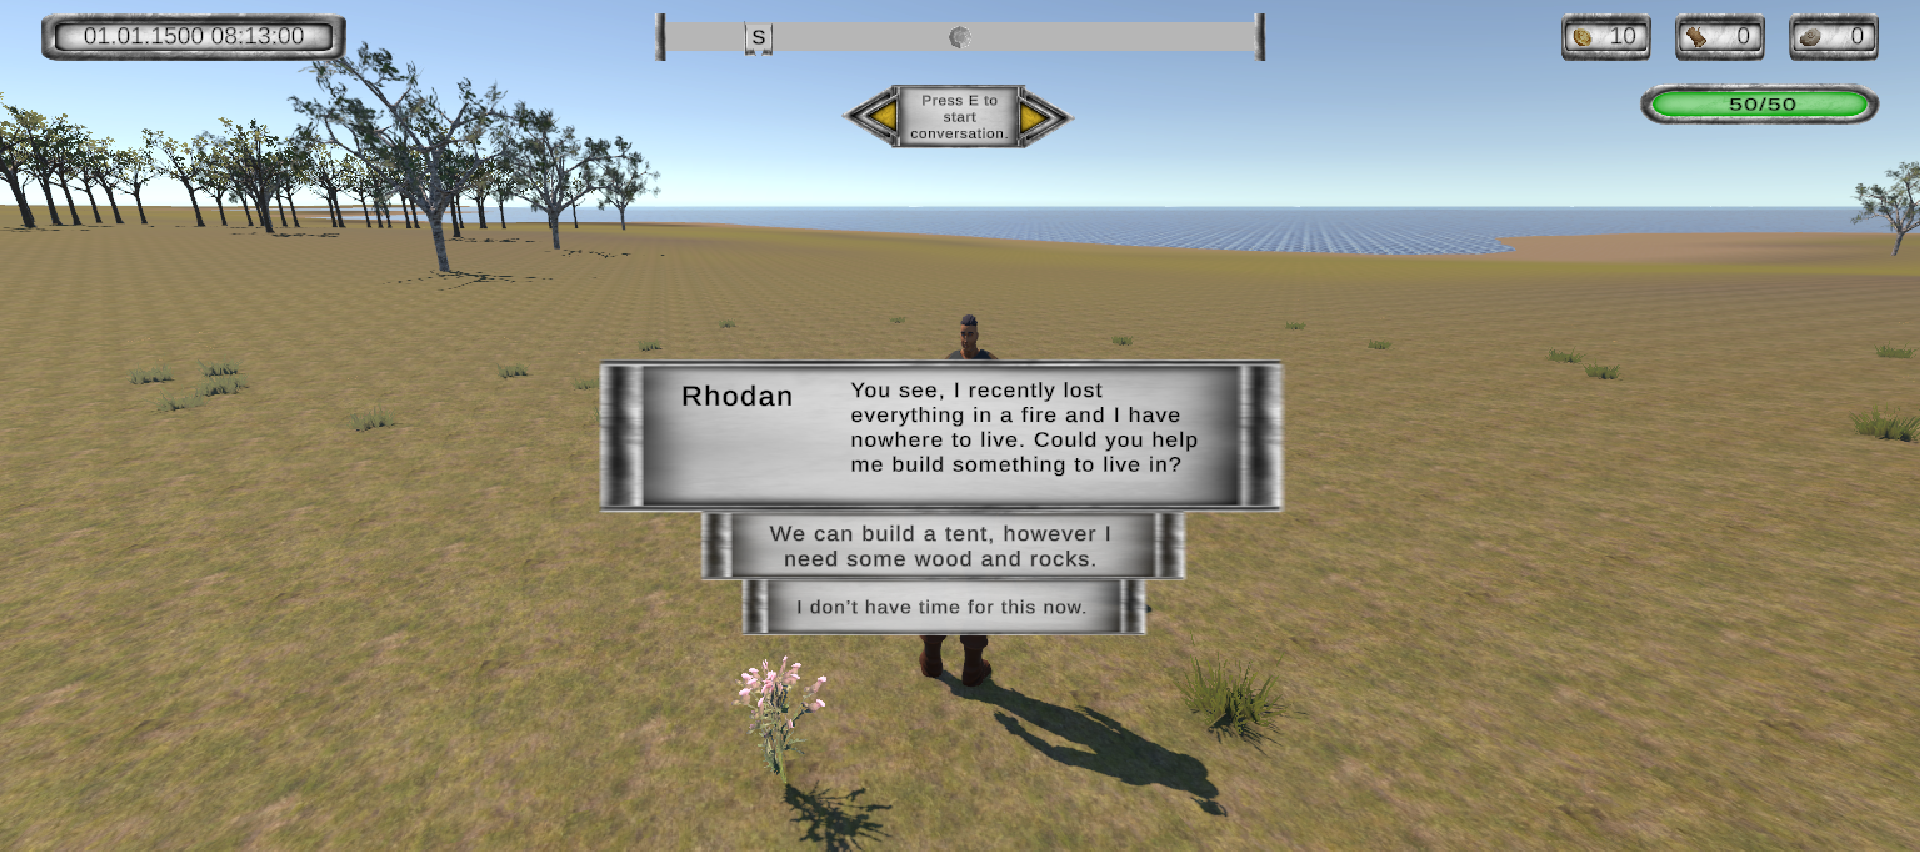 01.01.1500 08:13:00
S
10
0
0
50/50
Press E to
start
conversation.
Rhodan
You see, I recently lost
everything in a fire and I have
nowhere to live. Could you help
me build something to live in?
We can build a tent, however I
need some wood and rocks.
I don't have time for this now.